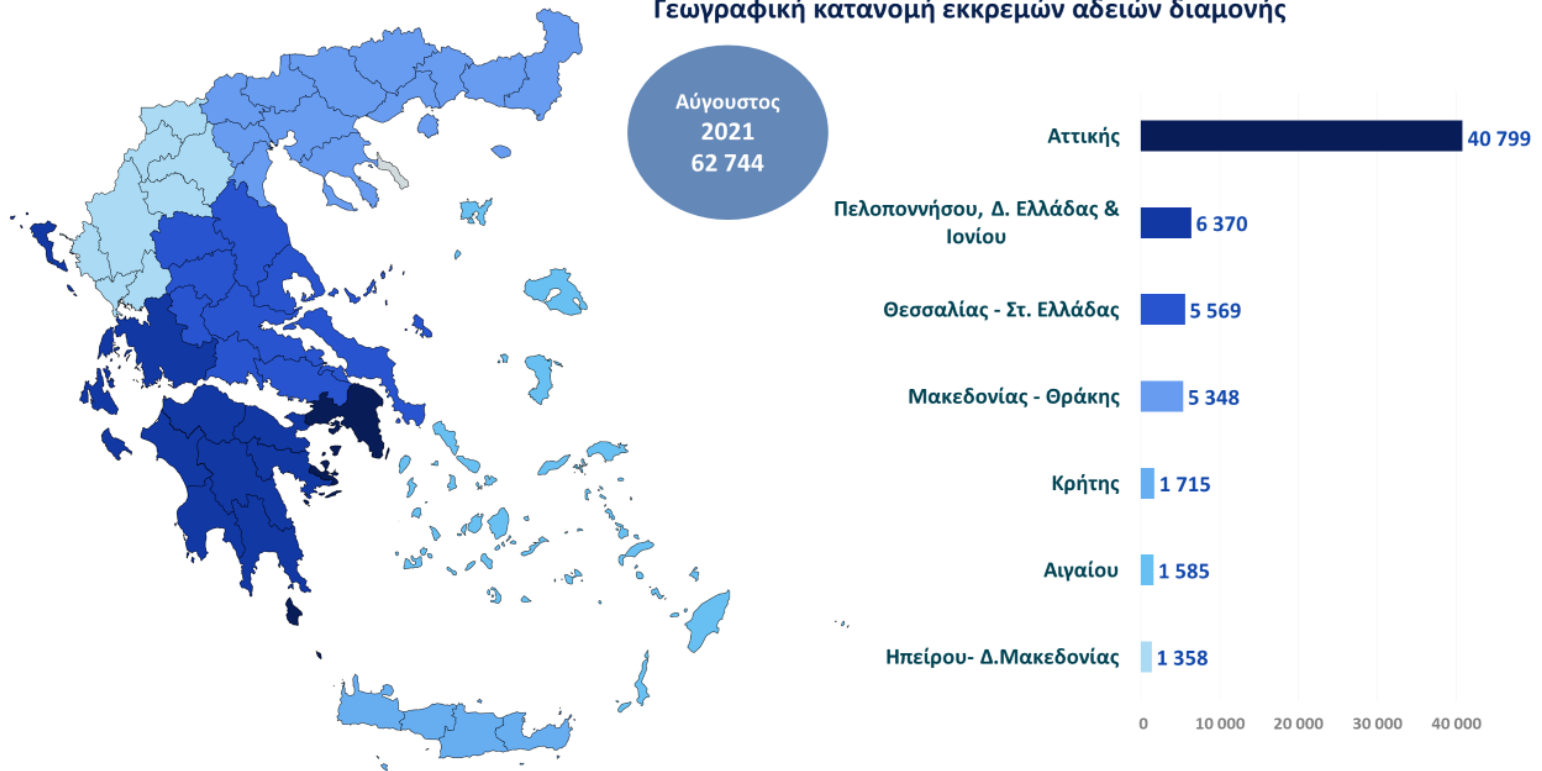 Γεωγραφική κατανομή εκκρεμών αδειών διαμονής
Αύγουστος
2021
62 744
Αττικής
40 799
Πελοποννήσου, Δ. Ελλάδας &
Ιονίου
6 370
Θεσσαλίας - Στ. Ελλάδας
5 569
Μακεδονίας - Θράκης
5 348
Κρήτης
1 715
Αιγαίου
1 585
Ηπείρου- Δ.Μακεδονίας
1 358
0 10 000 20 000 30 000 40 000